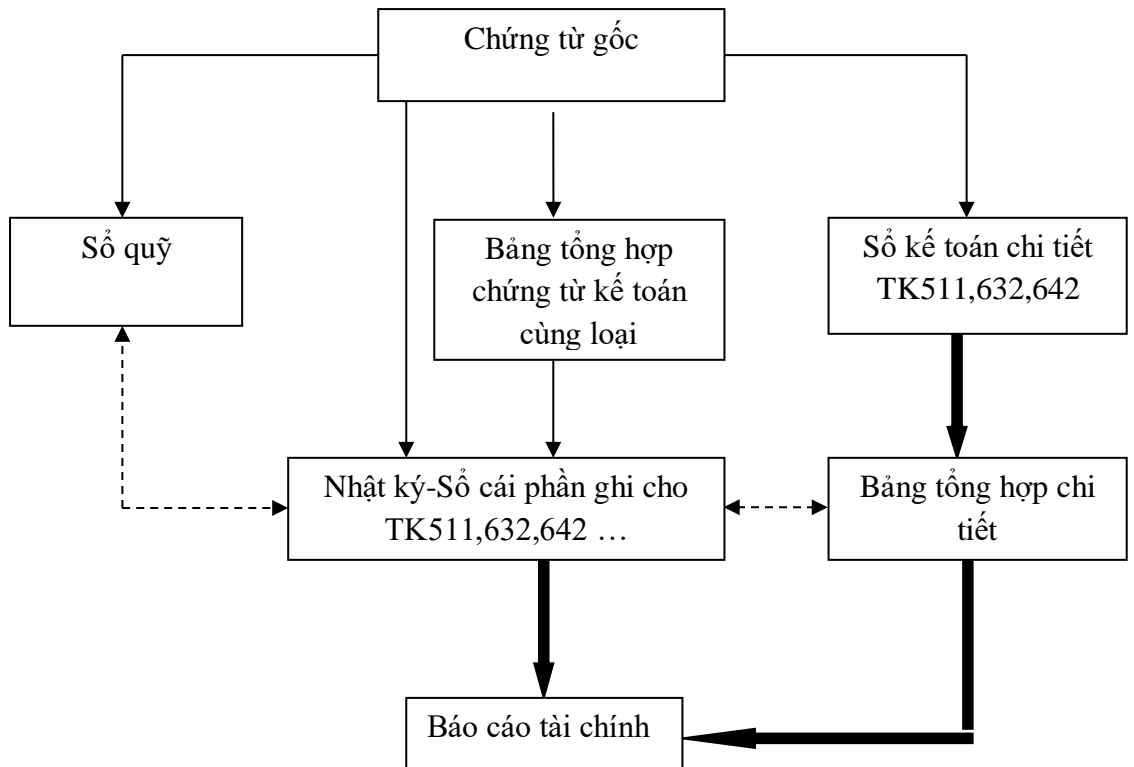 Chứng từ gốc
Sổ quỹ
Bảng tổng hợp
chứng từ kế toán
cùng loại
Sổ kế toán chi tiết
TK511,632,642
Nhật ký-Sổ cái phần ghi cho
TK511,632,642 …
Bảng tổng hợp chi
tiết
Báo cáo tài chính